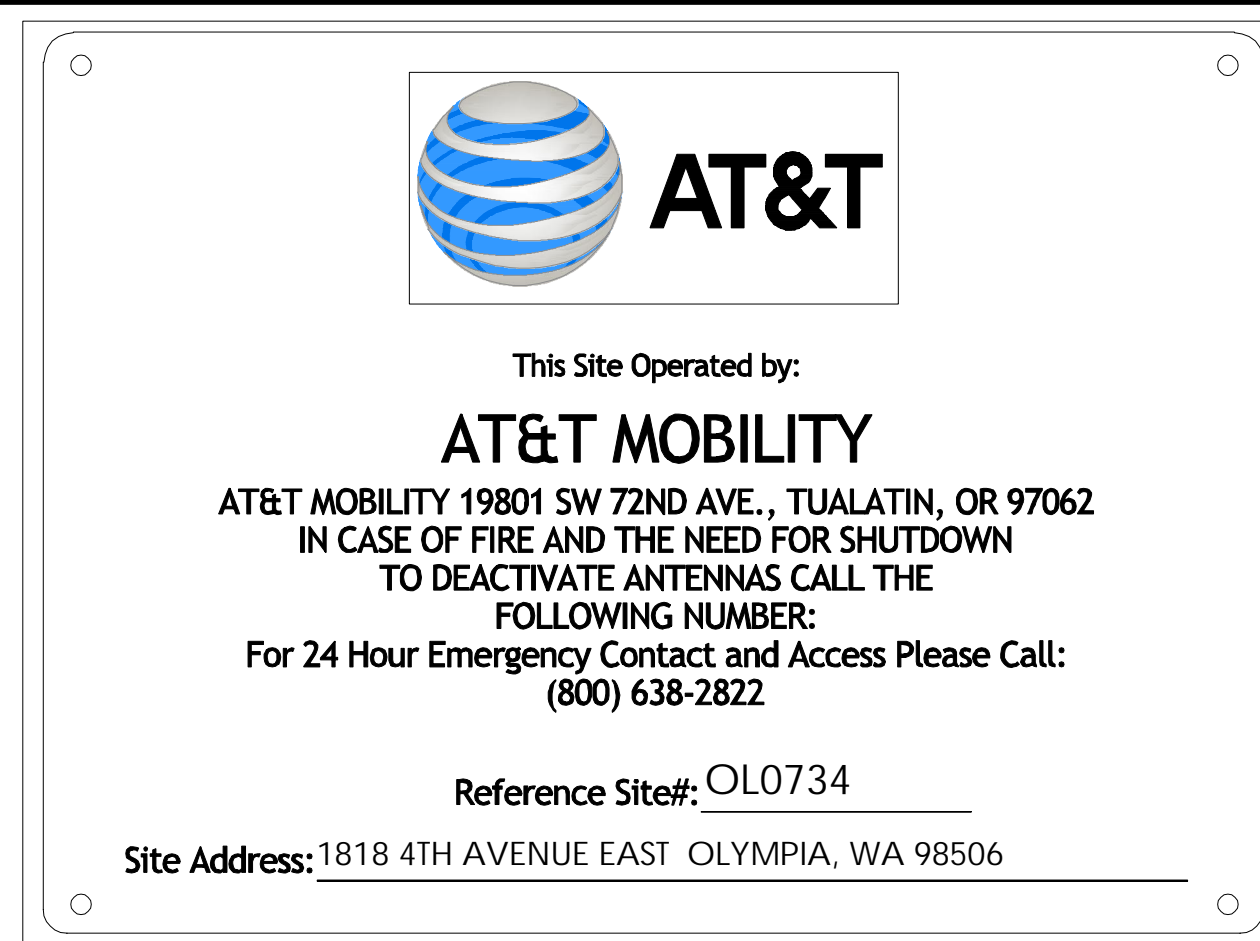 AT&T
This Site Operated by:
AT&T MOBILITY
AT&T MOBILITY 19801 SW 72ND AVE., TUALATIN, OR 97062
IN CASE OF FIRE AND THE NEED FOR SHUTDOWN
TO DEACTIVATE ANTENNAS CALL THE
FOLLOWING NUMBER:
For 24 Hour Emergency Contact and Access Please Call:
(800) 638-2822
Reference Site#: OL0734
Site Address: 1818 4TH AVENUE EAST OLYMPIA, WA 98506